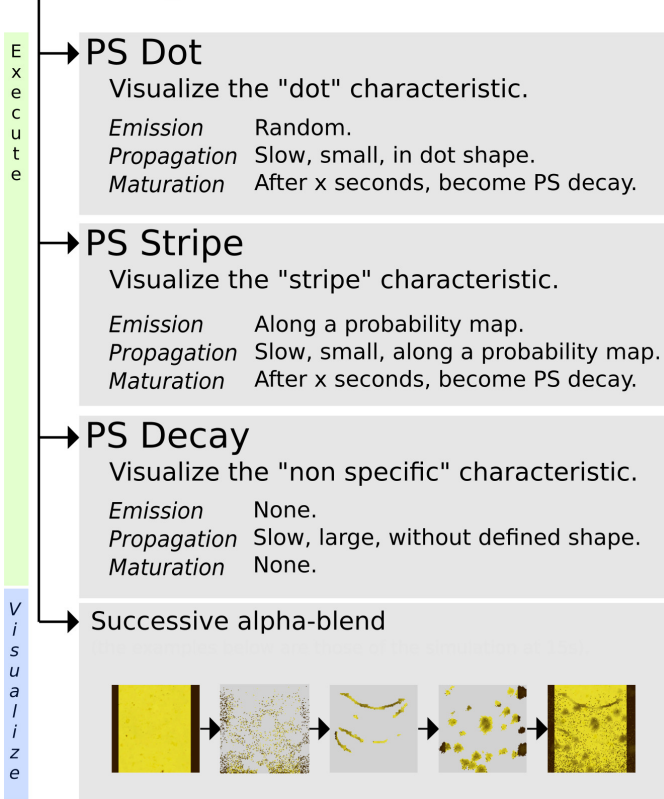 Execute
PS Dot
Visualize the "dot" characteristic.
Emission Random.
Propagation Slow, small, in dot shape.
Maturation After x seconds, become PS decay.
PS Stripe
Visualize the "stripe" characteristic.
Emission Along a probability map.
Propagation Slow, small, along a probability map.
Maturation After x seconds, become PS decay.
PS Decay
Visualize the "non specific" characteristic.
Emission None.
Propagation Slow, large, without defined shape.
Maturation None.
Visualize
Successive alpha-blend